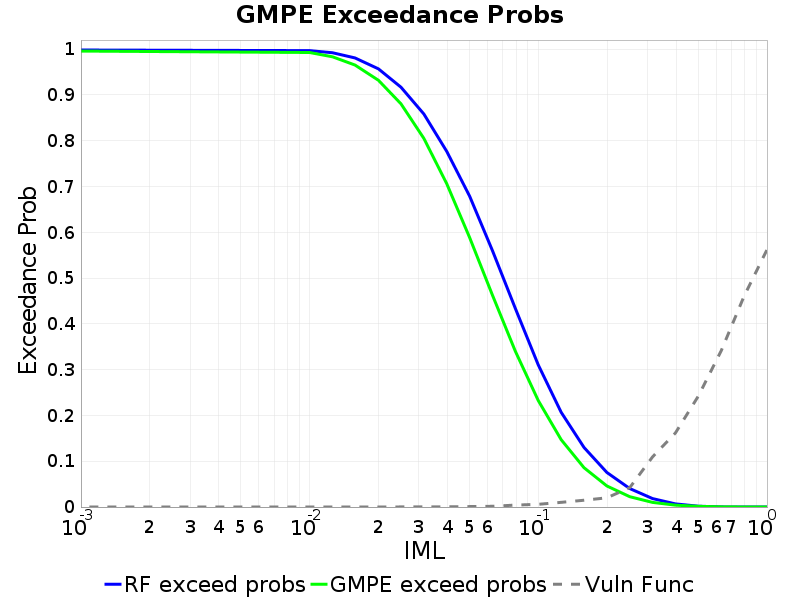 GMPE Exceedance Probs
Exceedance Prob
1
0.9
0.8
0.7
0.6
0.5
0.4
0.3
0.2
0.1
0
10-3 2 3 4 5 6 10-2 2 3 4 5 6 10-1 2 3 4 5 6 7 100
IML
RF exceed probs GMPE exceed probs Vuln Func